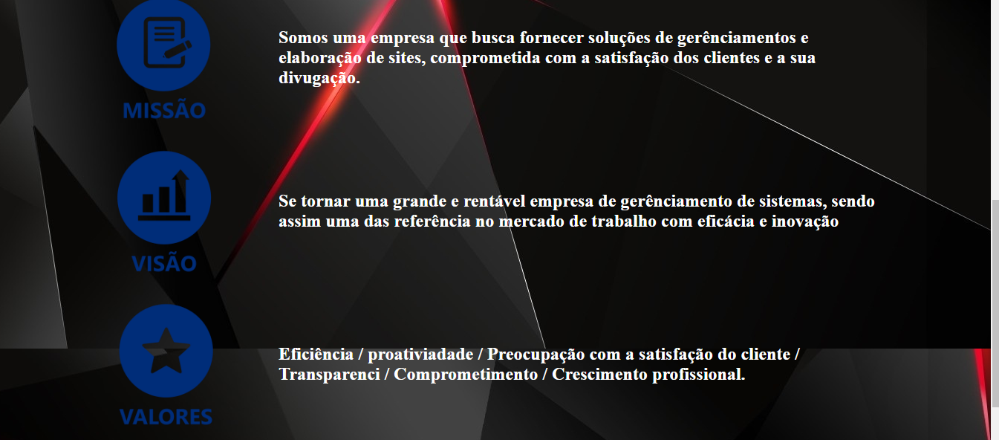 Somos uma empresa que busca fornecer soluções de gerênciamentos e
elaboração de sites, comprometida com a satisfação dos clientes e a sua
divugação.
MISSÃO
Se tornar uma grande e rentável empresa de gerênciamento de sistemas, sendo
assim uma das referência no mercado de trabalho com eficácia e inovação
VISÃO
Eficiência / proativiadade / Preocupação com a satisfação do cliente /
Transparenci / Comprometimento / Crescimento profissional.
VALORES